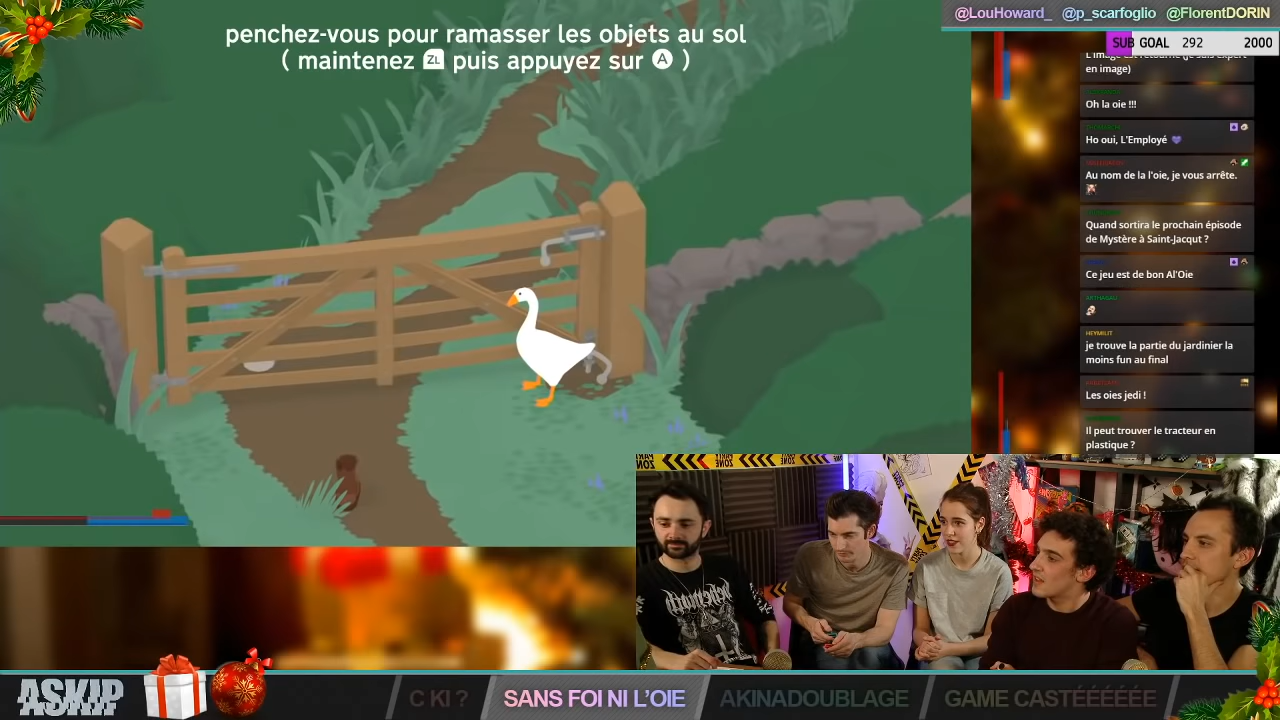 penchez-vous pour ramasser les objets au sol
( maintenez ZL puis appuyez sur A )
@LouHoward_ @p_scarfoglio @FlorentDORIN
SUB GOAL 292 2000
en image)
Oh la oie !!!
Ho oui, L'Employé
Au nom de la l'oie, je vous arrête.
Quand sortira le prochain épisode
de Mystère à Saint-Jacqut ?
Ce jeu est de bon Al'Oie
ARTHASAU
HEYMILIT
je trouve la partie du jardinier la
moins fun au final
Les oies jedi !
Il peut trouver le tracteur en
plastique ?
ASKIP
C KI ?
SANS FOI NI L'OIE
AKINADOUBLAGE
GAME CASTÉÉÉÉÉÉE